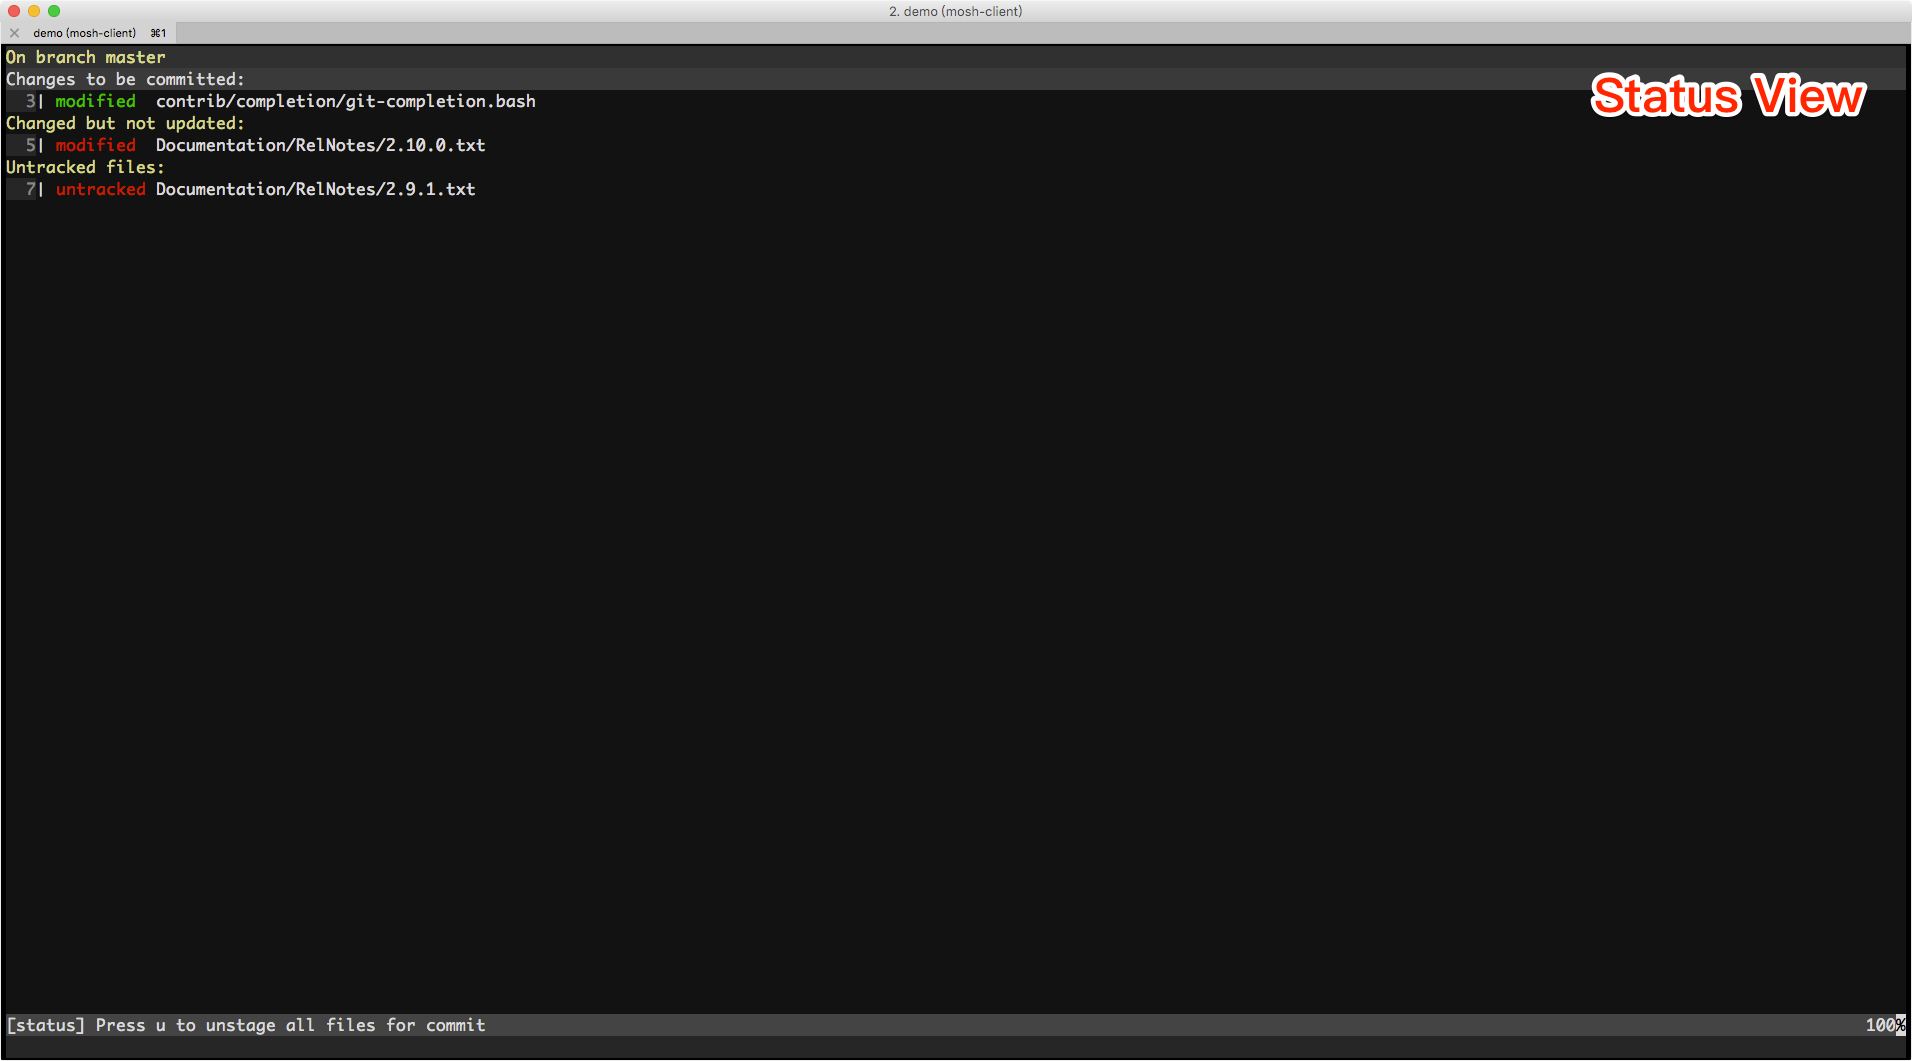 2. demo (mosh-client)
demo (mosh-client) ⌘1
On branch master
Changes to be committed:
Status View
3| modified  contrib/completion/git-completion.bash
Changed but not updated:
5| modified  Documentation/RelNotes/2.10.0.txt
Untracked files:
7| untracked Documentation/RelNotes/2.9.1.txt
[status] Press u to unstage all files for commit 100%